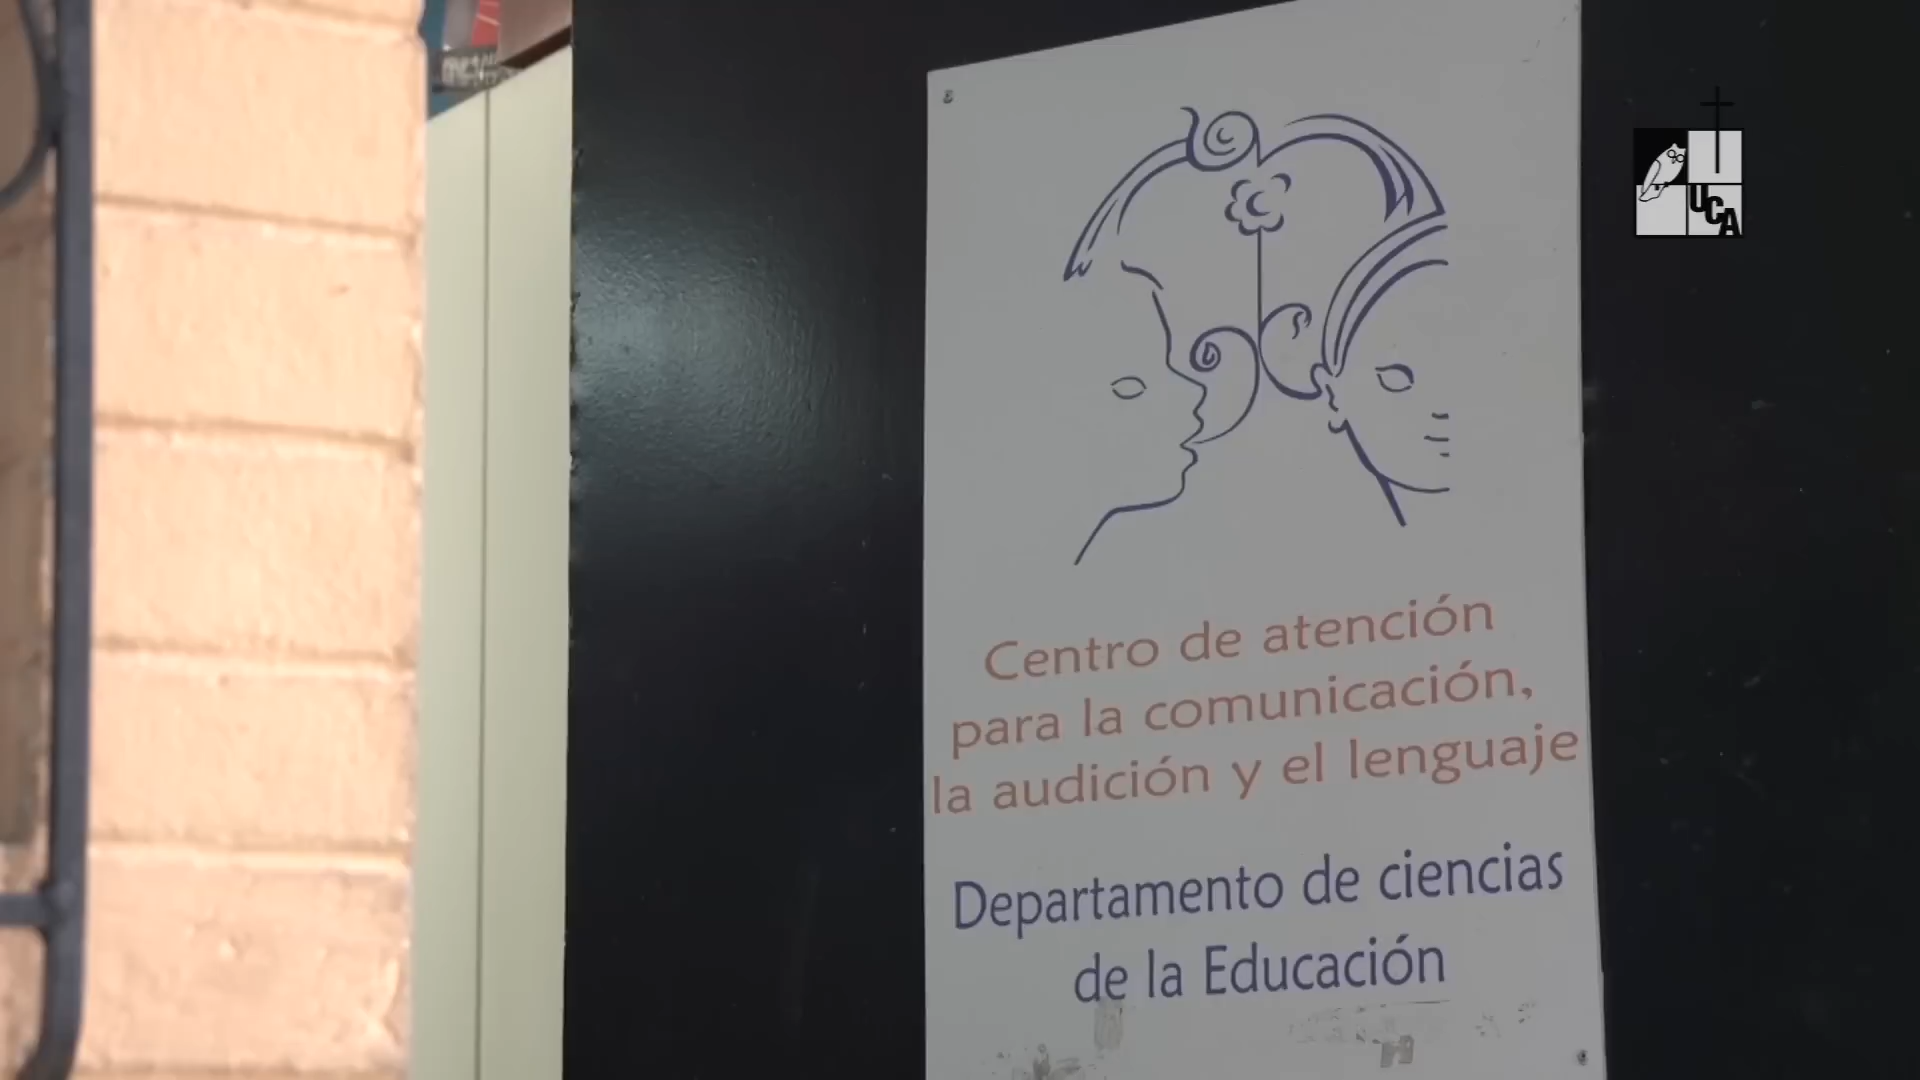 Centro de atención
para la comunicación,
la audición y el lenguaje
Departamento de ciencias
de la Educación
UCA